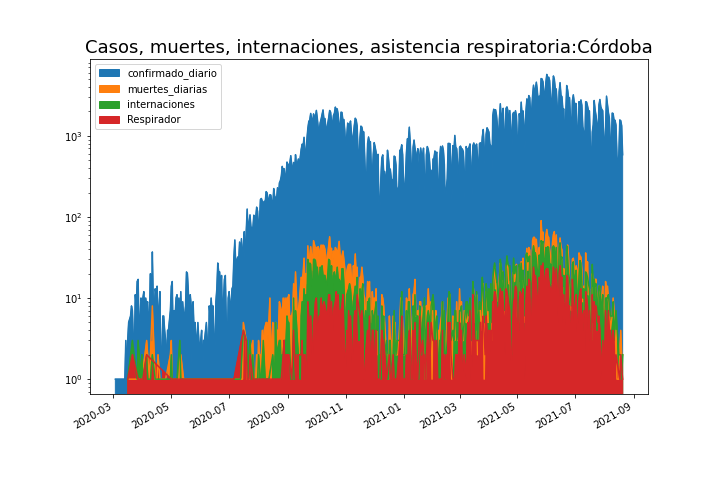 Casos, muertes, internaciones, asistencia respiratoria:Córdoba
confirmado_diario
muertes_diarias
internaciones
Respirador
10³
10²
10¹
10⁰
2020-03
2020-05
2020-07
2020-09
2020-11
2021-01
2021-03
2021-05
2021-07
2021-09